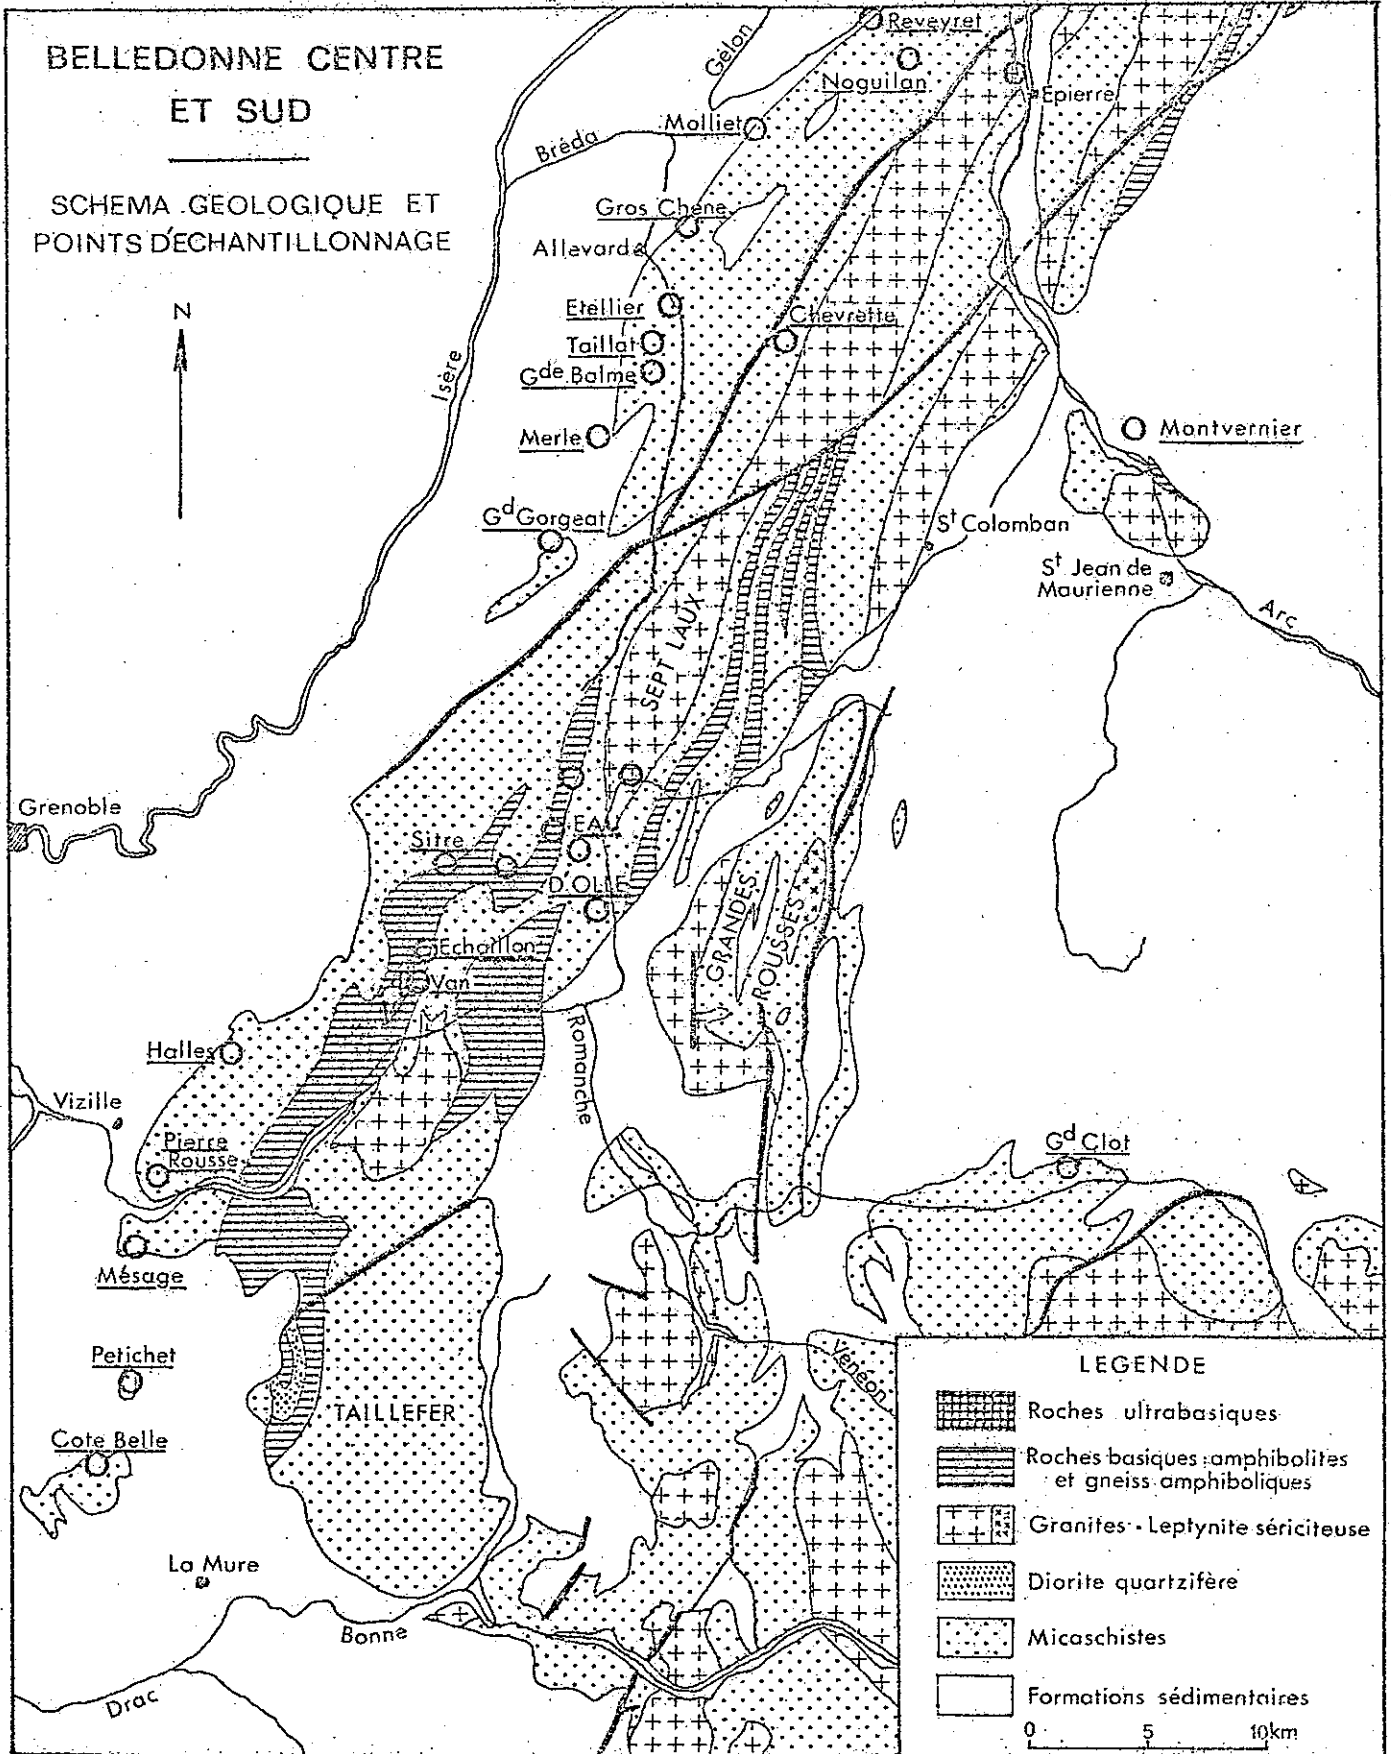 BELLEDONNE CENTRE
ET SUD
SCHEMA GEOLOGIQUE ET
POINTS D'ECHANTILLONNAGE
N
Gélon
Reveyret
Noguilan
Epierre
Molliet
Bréda
Gros Chêne
Allevard
Etellier
Taillat
Gde Balme
Chevrette
Isère
Merle
Montvernier
Gd Gorgeat
St Colomban
St Jean de
Maurienne
Arc
SEPT LAUX
Grenoble
Sitre
EAU
D'OLLE
GRANDES
ROUSSES
Echaillon
Van
Romanche
Halles
Vizille
Pierre
Rousse
Gd Clot
Mésage
Petichet
Vénéon
TAILLEFER
Cote Belle
La Mure
Bonne
Drac
LEGENDE
Roches ultrabasiques
Roches basiques : amphibolites
et gneiss amphiboliques
Granites - Leptynite sériciteuse
Diorite quartzifère
Micaschistes
Formations sédimentaires
0 5 10km